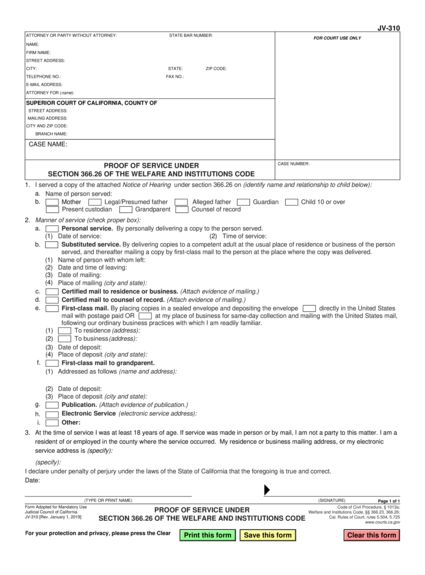 JV-310
ATTORNEY OR PARTY WITHOUT ATTORNEY: STATE BAR NUMBER:
FOR COURT USE ONLY
NAME:
FIRM NAME:
STREET ADDRESS:
CITY: STATE: ZIP CODE:
TELEPHONE NO.: FAX NO.:
E-MAIL ADDRESS:
ATTORNEY FOR (name):
SUPERIOR COURT OF CALIFORNIA, COUNTY OF
STREET ADDRESS:
MAILING ADDRESS:
CITY AND ZIP CODE:
BRANCH NAME:
CASE NAME:
PROOF OF SERVICE UNDER
SECTION 366.26 OF THE WELFARE AND INSTITUTIONS CODE
CASE NUMBER:
1. I served a copy of the attached Notice of Hearing under section 366.26 on (identify name and relationship to child below):
a. Name of person served:
b. Mother Legal/Presumed father Alleged father Guardian Child 10 or over
Present custodian Grandparent Counsel of record
2. Manner of service (check proper box):
a. Personal service. By personally delivering a copy to the person served.
(1) Date of service: (2) Time of service:
b. Substituted service. By delivering copies to a competent adult at the usual place of residence or business of the person
served, and thereafter mailing a copy by first-class mail to the person at the place where the copy was delivered.
(1) Name of person with whom left:
(2) Date and time of leaving:
(3) Date of mailing:
(4) Place of mailing (city and state):
c. Certified mail to residence or business. (Attach evidence of mailing.)
d. Certified mail to counsel of record. (Attach evidence of mailing.)
e. First-class mail. By placing copies in a sealed envelope and depositing the envelope directly in the United States
mail with postage paid OR at my place of business for same-day collection and mailing with the United States mail,
following our ordinary business practices with which I am readily familiar.
(1) To residence (address):
(2) To business (address):
(3) Date of deposit:
(4) Place of deposit (city and state):
f. First-class mail to grandparent.
(1) Addressed as follows (name and address):
(2) Date of deposit:
(3) Place of deposit (city and state):
g. Publication. (Attach evidence of publication.)
h. Electronic Service (electronic service address):
i. Other:
3. At the time of service I was at least 18 years of age. If service was made in person or by mail, I am not a party to this matter. I am a
resident of or employed in the county where the service occurred. My residence or business mailing address, or my electronic
service address is (specify):
(specify):
I declare under penalty of perjury under the laws of the State of California that the foregoing is true and correct.
Date:
(TYPE OR PRINT NAME) (SIGNATURE)
Page 1 of 1
Form Adopted for Mandatory Use
Judicial Council of California
JV-310 [Rev. January 1, 2019]
PROOF OF SERVICE UNDER
SECTION 366.26 OF THE WELFARE AND INSTITUTIONS CODE
Code of Civil Procedure, § 1013a;
Welfare and Institutions Code, §§ 366.23, 366.26;
Cal. Rules of Court, rules 5.504, 5.725
www.courts.ca.gov
For your protection and privacy, please press the Clear
Print this form Save this form Clear this form